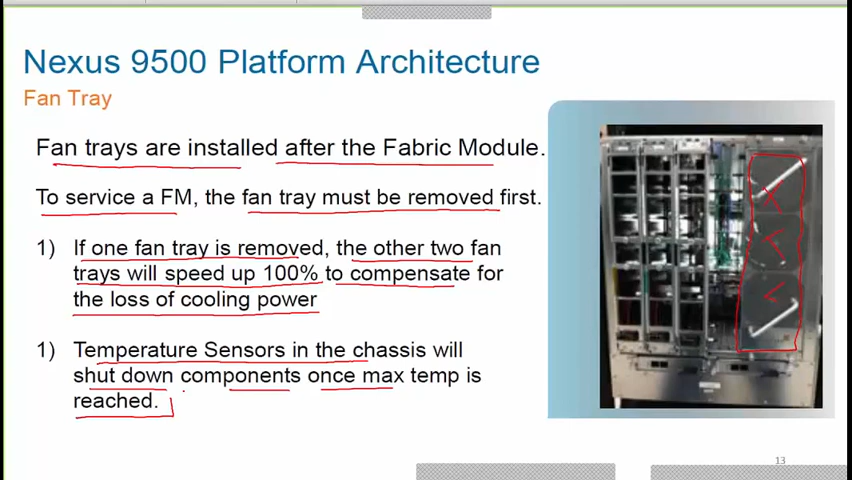 Nexus 9500 Platform Architecture
Fan Tray
Fan trays are installed after the Fabric Module.
To service a FM, the fan tray must be removed first.
1) If one fan tray is removed, the other two fan
trays will speed up 100% to compensate for
the loss of cooling power
1) Temperature Sensors in the chassis will
shut down components once max temp is
reached.
13